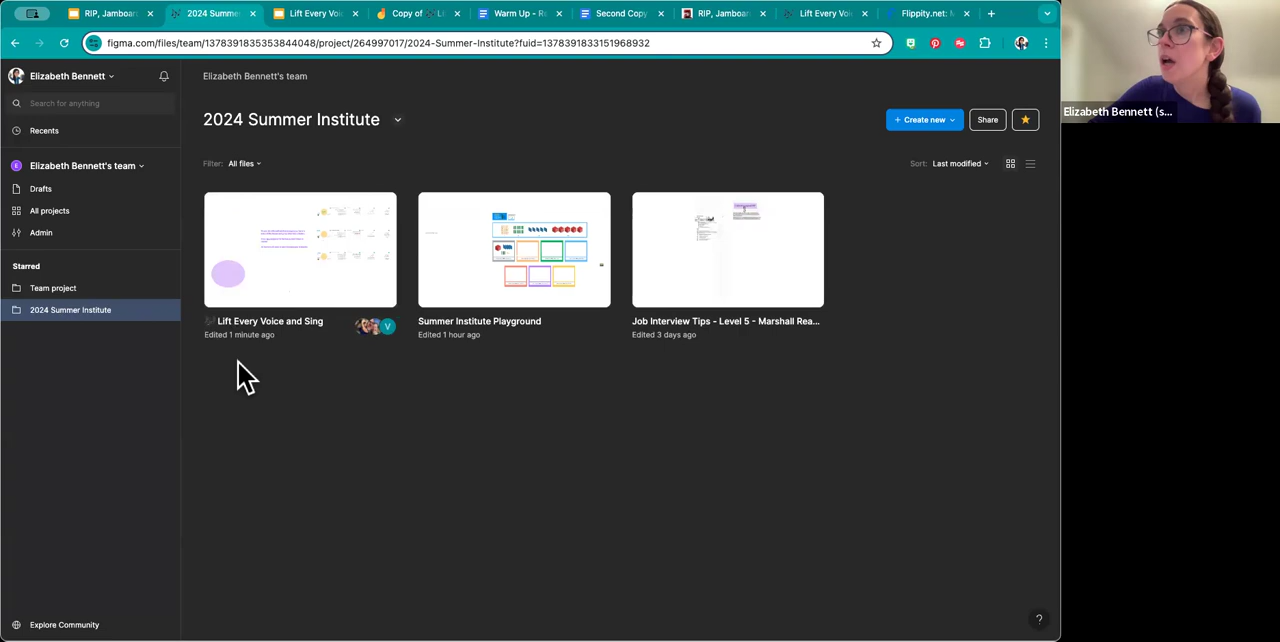 RIP, Jamboar
2024 Summe
Lift Every Voi
Copy of
Warm Up - R
Second Copy
RIP, Jamboar
Lift Every Voi
Flippity.net: M
figma.com/files/team/1378391835353844048/project/264997017/2024-Summer-Institute?fuid=1378391833151968932
Elizabeth Bennett
Search for anything
Recents
E Elizabeth Bennett's team
Drafts
All projects
Admin
Starred
Team project
2024 Summer Institute
Explore Community
Elizabeth Bennett's team
2024 Summer Institute
+ Create new
Share
Filter: All files
Sort: Last modified
Lift Every Voice and Sing
Edited 1 minute ago
V
Summer Institute Playground
Edited 1 hour ago
Job Interview Tips - Level 5 - Marshall Rea...
Edited 3 days ago
?
Elizabeth Bennett (s...